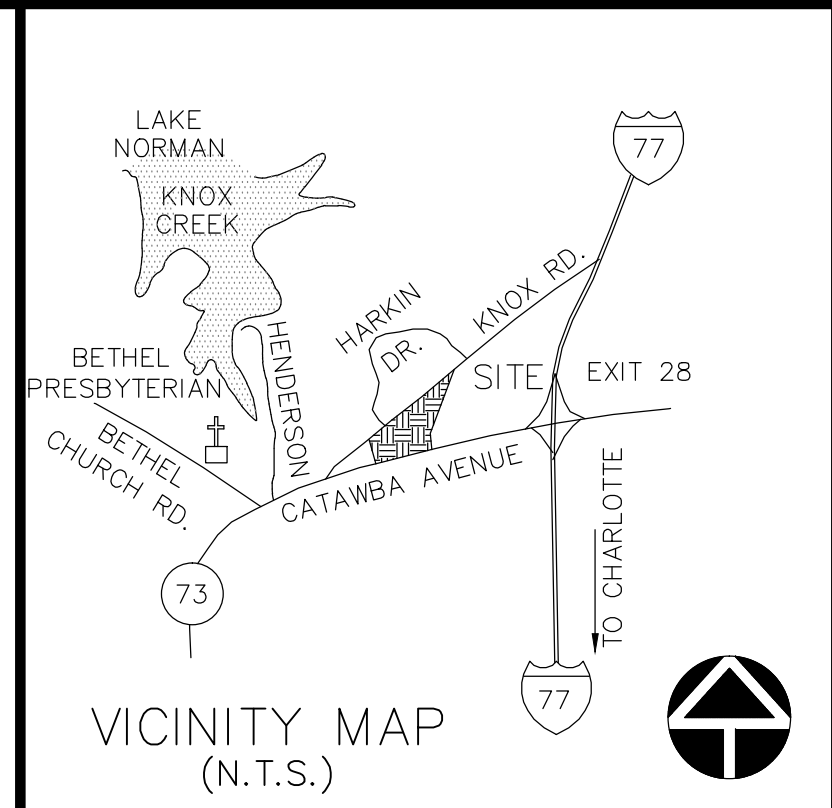 LAKE
NORMAN
KNOX
CREEK
77
HARKIN
DR.
KNOX RD.
HENDERSON
BETHEL
PRESBYTERIAN
SITE
EXIT 28
BETHEL
CHURCH RD.
CATAWBA AVENUE
TO CHARLOTTE
73
77
VICINITY MAP
(N.T.S.)